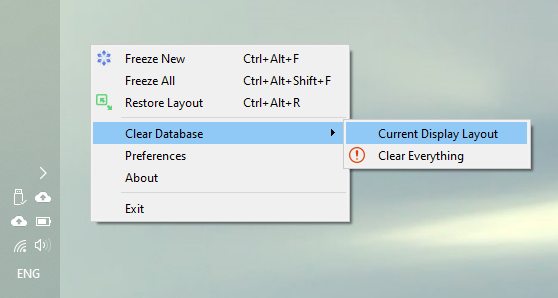 Freeze New Ctrl+Alt+F
Freeze All Ctrl+Alt+Shift+F
Restore Layout Ctrl+Alt+R
Clear Database
Current Display Layout
Preferences
Clear Everything
About
Exit
ENG